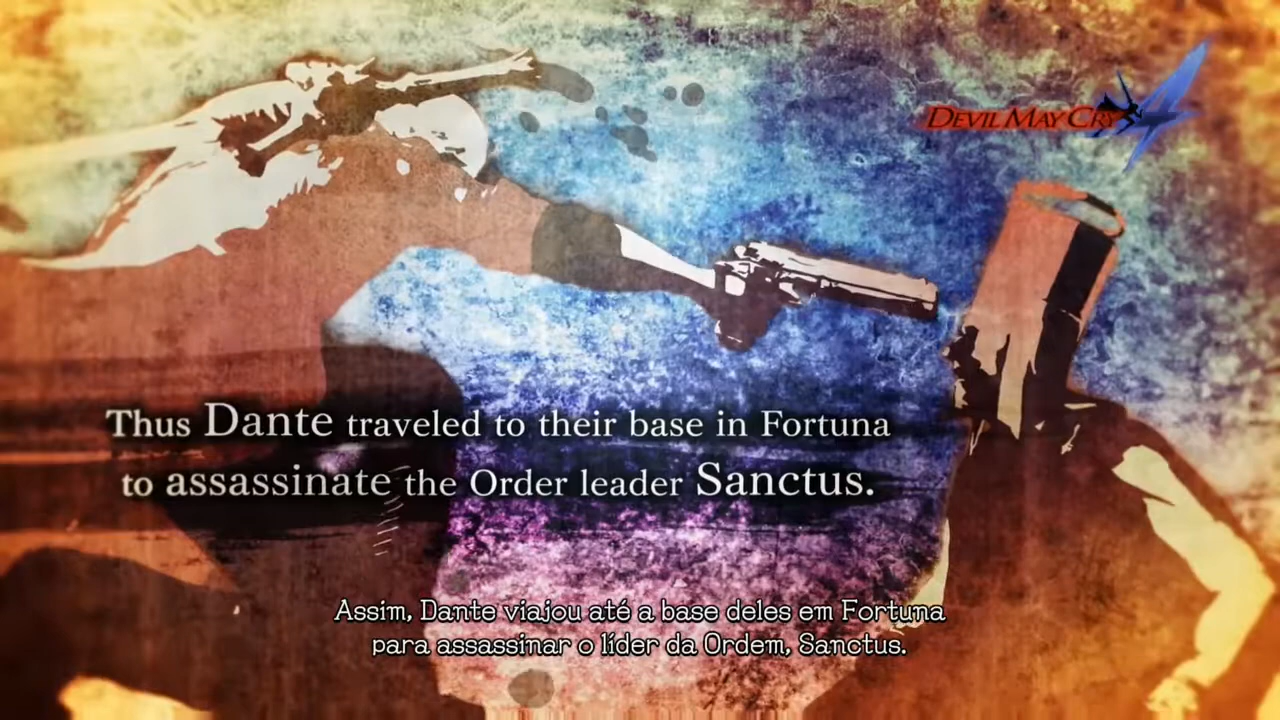 DEVIL MAY CRY 4
Thus Dante traveled to their base in Fortuna
to assassinate the Order leader Sanctus.
Assim, Dante viajou até a base deles em Fortuna
para assassinar o líder da Ordem, Sanctus.